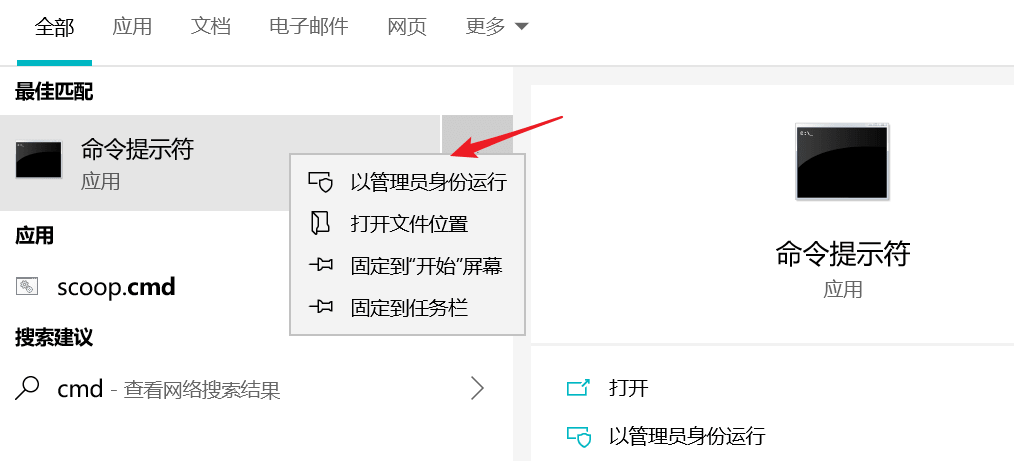 全部 应用 文档 电子邮件 网页 更多
最佳匹配
命令提示符
应用
以管理员身份运行
打开文件位置
固定到“开始”屏幕
固定到任务栏
应用
scoop.cmd
搜索建议
cmd - 查看网络搜索结果
命令提示符
应用
打开
以管理员身份运行